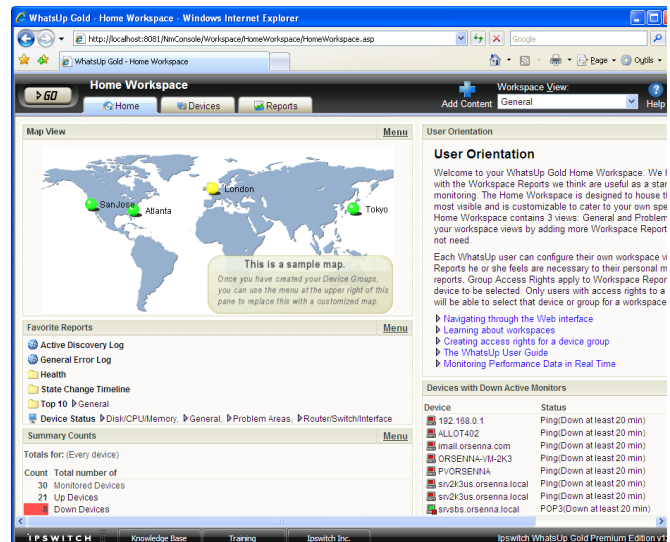 WhatsUp Gold - Home Workspace - Windows Internet Explorer
http://localhost:8081/NmConsole/Workspace/HomeWorkspace/HomeWorkspace.asp
Google
WhatsUp Gold - Home Workspace
Page
Outils
GO
Home Workspace
Home
Devices
Reports
Add Content
Workspace View:
General
Help
Map View
Menu
SanJose
Atlanta
London
Tokyo
This is a sample map.
Once you have created your Device Groups,
you can use the menu at the upper right of this
pane to replace this with a customized map.
Favorite Reports
Menu
Active Discovery Log
General Error Log
Health
State Change Timeline
Top 10 General
Device Status Disk/CPU/Memory, General, Problem Areas, Router/Switch/Interface
Summary Counts
Menu
Totals for: (Every device)
Count Total number of
30 Monitored Devices
21 Up Devices
8 Down Devices
User Orientation
User Orientation
Welcome to your WhatsUp Gold Home Workspace. We
with the Workspace Reports we think are useful as a
monitoring. The Home Workspace is designed to house
most visible and is customizable to cater to your own
Home Workspace contains 3 views: General and
your workspace views by adding more Workspace
not need.
Each WhatsUp user can configure their own workspace
Reports he or she feels are necessary to their personal
reports. Group Access Rights apply to Workspace
device to be selected. Only users with access rights to a
will be able to select that device or group for a workspace
Navigating through the Web interface
Learning about workspaces
Creating access rights for a device group
The WhatsUp User Guide
Monitoring Performance Data in Real Time
Devices with Down Active Monitors
Device Status
192.168.0.1 Ping(Down at least 20 min)
ALLOT402 Ping(Down at least 20 min)
imail.orsenna.com Ping(Down at least 20 min)
ORSENNA-VM-2K3 Ping(Down at least 20 min)
PVORSENNA Ping(Down at least 20 min)
srv2k3us.orsenna.local Ping(Down at least 20 min)
srv2k3us.orsenna.local Ping(Down at least 20 min)
srvsbs.orsenna.local POP3(Down at least 20 min)
IPSWITCH
Knowledge Base
Training
Ipswitch Inc.
Ipswitch WhatsUp Gold Premium Edition